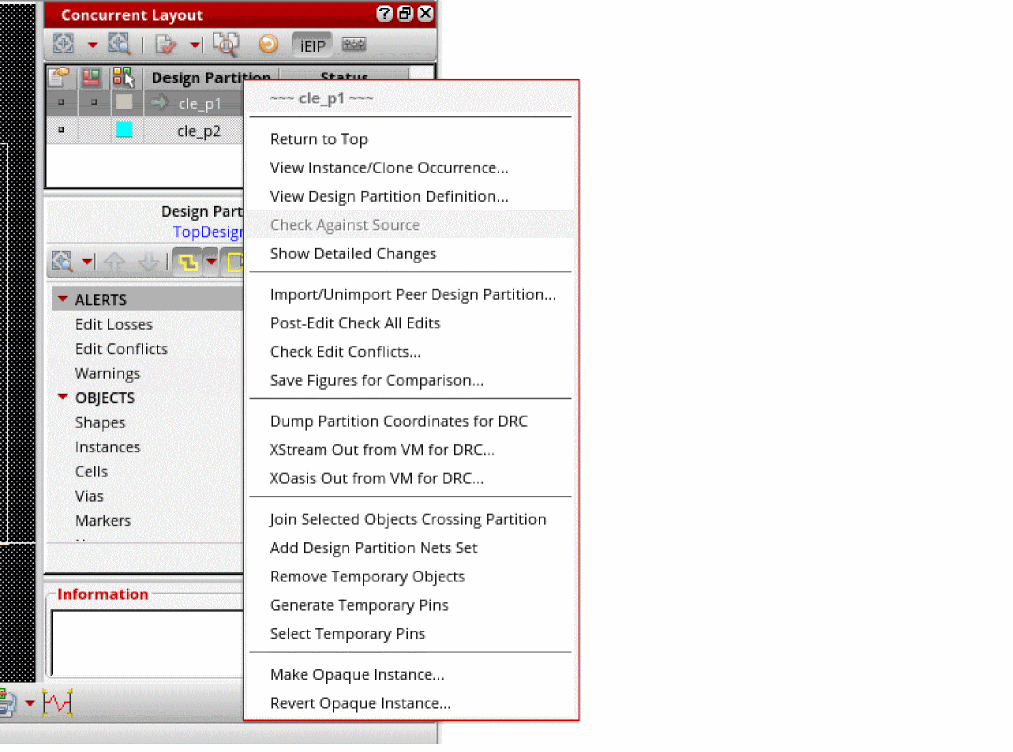 Concurrent Layout
iEIP
Design Partition Status
cle_p1
cle_p2
Design Part
TopDesign
ALERTS
Edit Losses
Edit Conflicts
Warnings
OBJECTS
Shapes
Instances
Cells
Vias
Markers
Information
~~~ cle_p1 ~~~
Return to Top
View Instance/Clone Occurrence...
View Design Partition Definition...
Check Against Source
Show Detailed Changes
Import/Unimport Peer Design Partition...
Post-Edit Check All Edits
Check Edit Conflicts...
Save Figures for Comparison...
Dump Partition Coordinates for DRC
XStream Out from VM for DRC...
XOasis Out from VM for DRC...
Join Selected Objects Crossing Partition
Add Design Partition Nets Set
Remove Temporary Objects
Generate Temporary Pins
Select Temporary Pins
Make Opaque Instance...
Revert Opaque Instance...